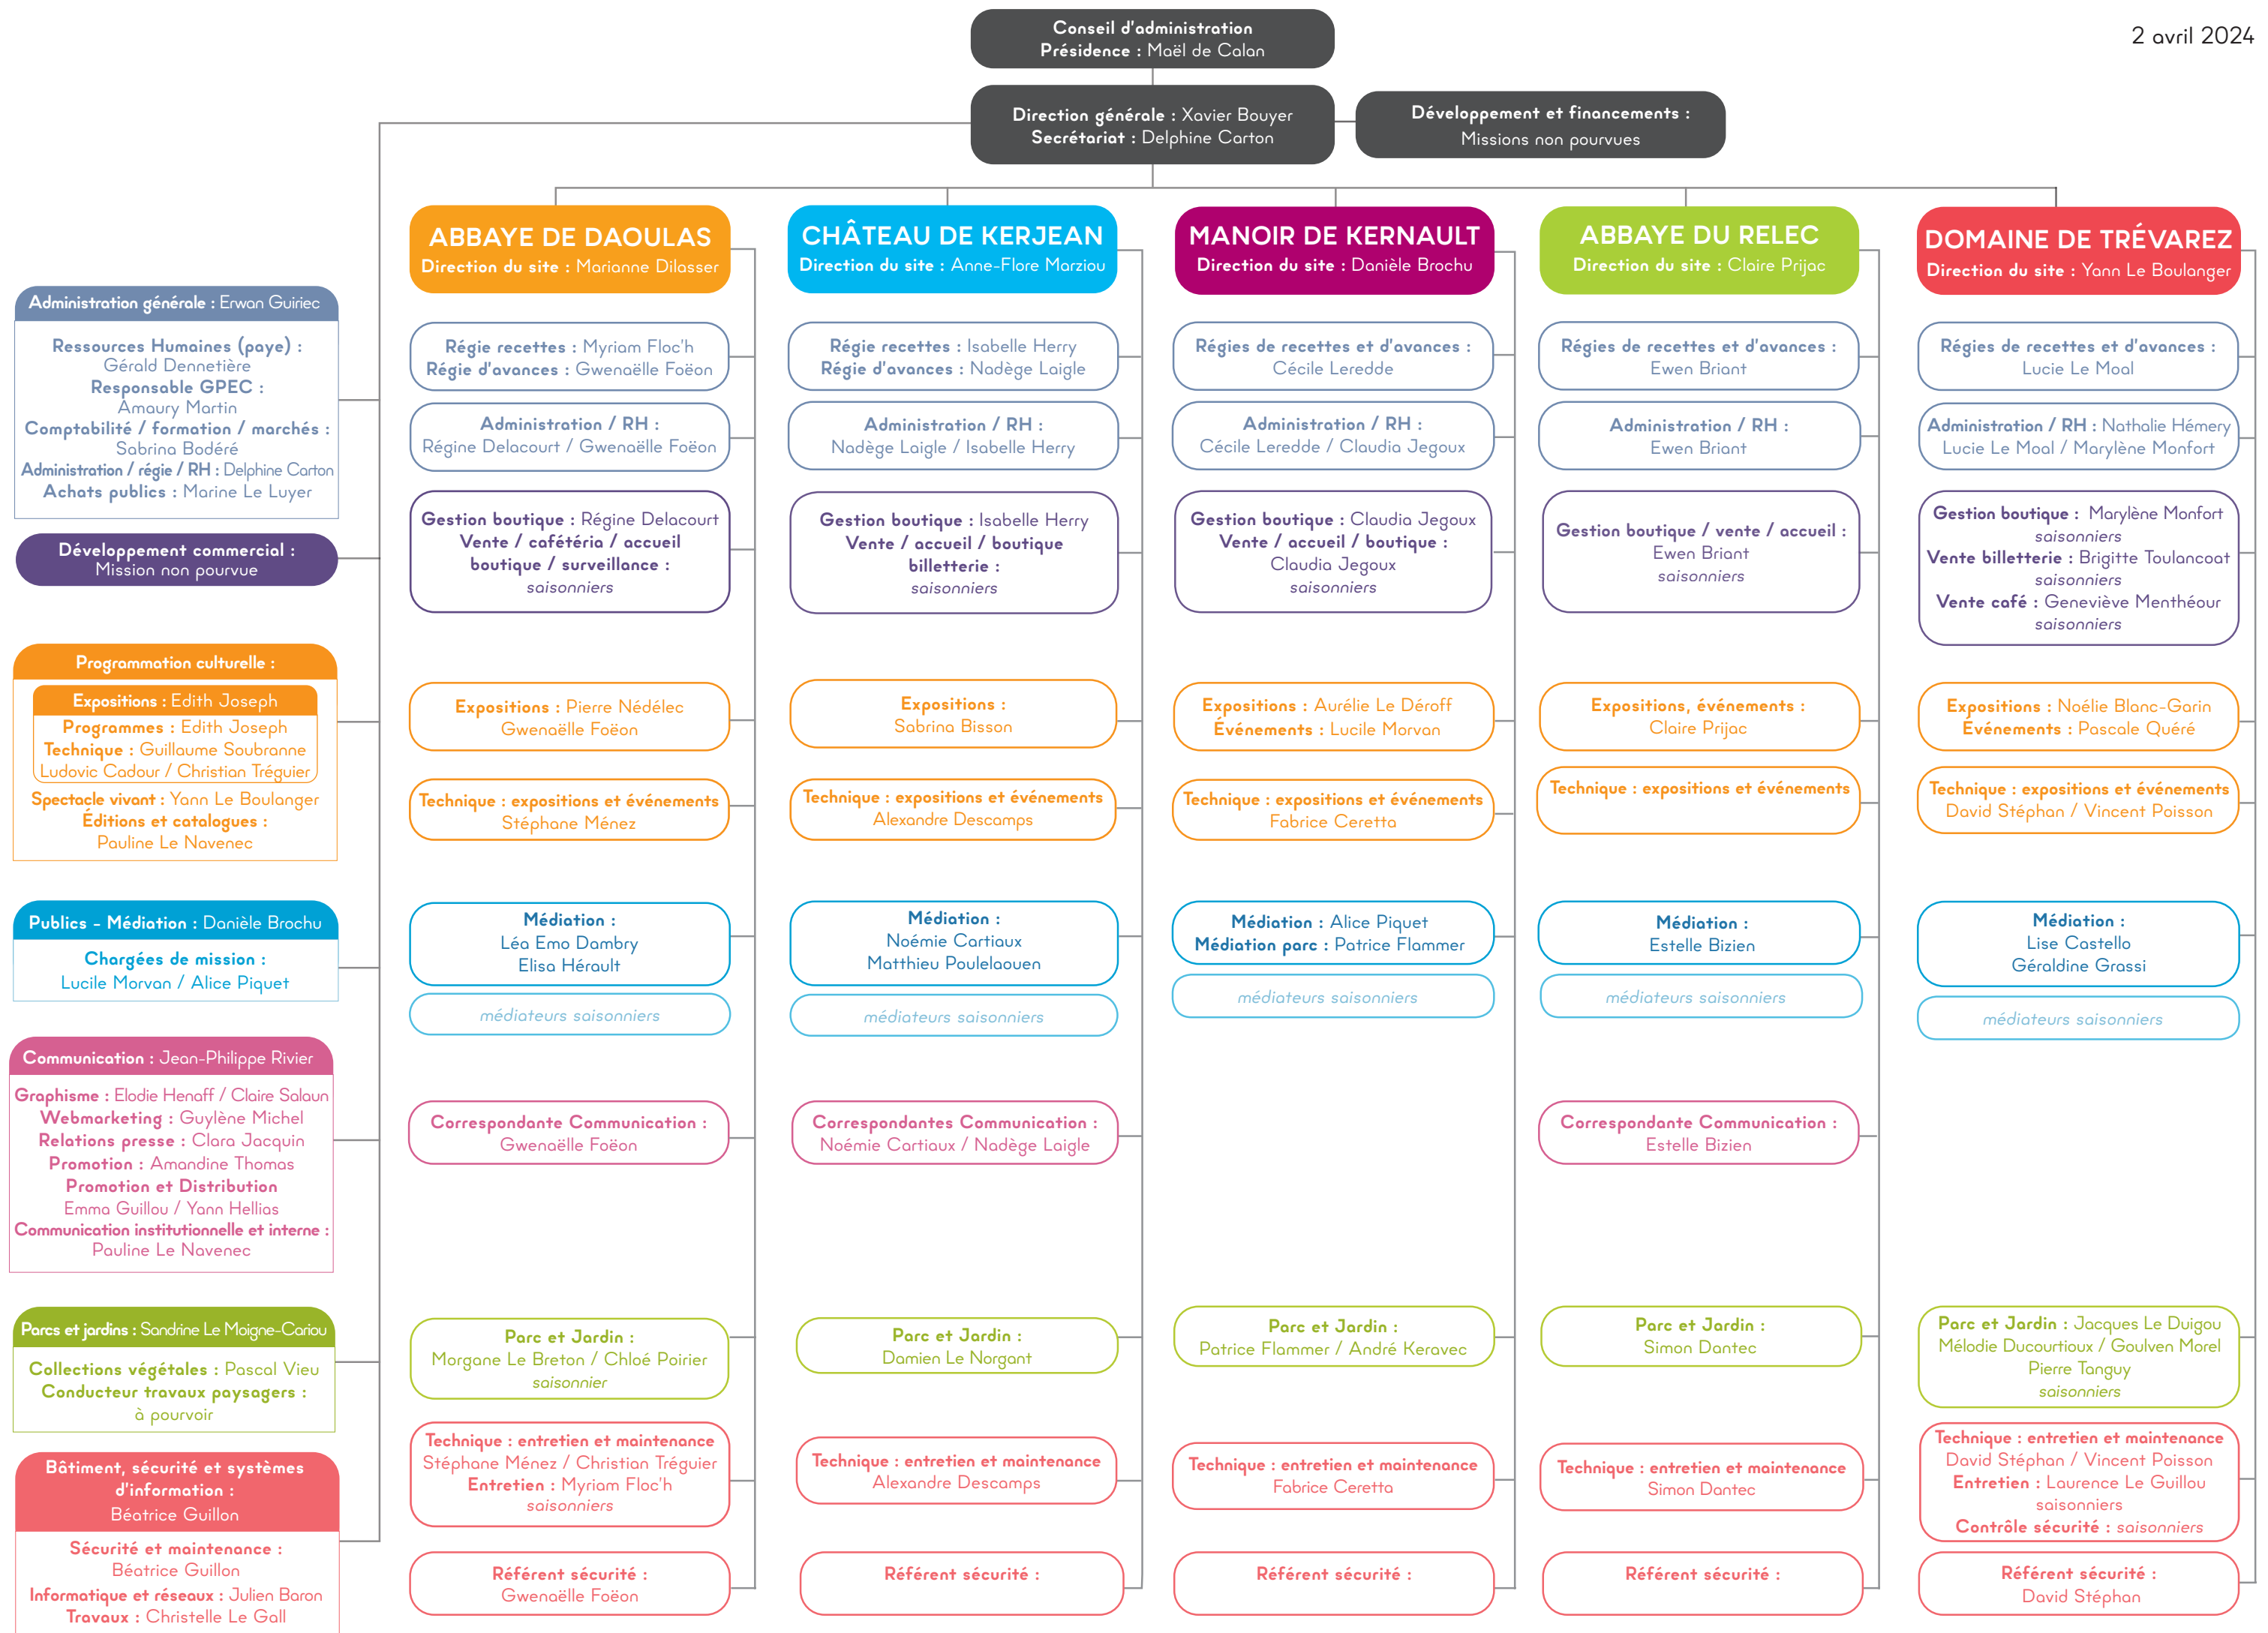 Conseil d'administration
Présidence : Maël de Calan
2 avril 2024
Direction générale : Xavier Bouyer
Secrétariat : Delphine Carton
Développement et financements :
Missions non pourvues
Administration générale : Erwan Guiriec
Ressources Humaines (paye) :
Gérald Dennetière
Responsable GPEC :
Amaury Martin
Comptabilité / formation / marchés :
Sabrina Bodéré
Administration / régie / RH : Delphine Carton
Achats publics : Marine Le Luyer
Développement commercial :
Mission non pourvue
Programmation culturelle :
Expositions : Edith Joseph
Programmes : Edith Joseph
Technique : Guillaume Soubranne
Ludovic Cadour / Christian Tréguier
Spectacle vivant : Yann Le Boulanger
Éditions et catalogues :
Pauline Le Navenec
Publics - Médiation : Danièle Brochu
Chargées de mission :
Lucile Morvan / Alice Piquet
Communication : Jean-Philippe Rivier
Graphisme : Elodie Henaff / Claire Salaun
Webmarketing : Guylène Michel
Relations presse : Clara Jacquin
Promotion : Amandine Thomas
Promotion et Distribution
Emma Guillou / Yann Hellias
Communication institutionnelle et interne :
Pauline Le Navenec
Parcs et jardins : Sandrine Le Moigne-Cariou
Collections végétales : Pascal Vieu
Conducteur travaux paysagers :
à pourvoir
Bâtiment, sécurité et systèmes
d'information :
Béatrice Guillon
Sécurité et maintenance :
Béatrice Guillon
Informatique et réseaux : Julien Baron
Travaux : Christelle Le Gall
ABBAYE DE DAOULAS
Direction du site : Marianne Dilasser
Régie recettes : Myriam Floc'h
Régie d'avances : Gwenaëlle Foëon
Administration / RH :
Régine Delacourt / Gwenaëlle Foëon
Gestion boutique : Régine Delacourt
Vente / cafétéria / accueil
boutique / surveillance :
saisonniers
Expositions : Pierre Nédélec
Gwenaëlle Foëon
Technique : expositions et événements
Stéphane Ménez
Médiation :
Léa Emo Dambry
Elisa Hérault
médiateurs saisonniers
Correspondante Communication :
Gwenaëlle Foëon
Parc et Jardin :
Morgane Le Breton / Chloé Poirier
saisonnier
Technique : entretien et maintenance
Stéphane Ménez / Christian Tréguier
Entretien : Myriam Floc'h
saisonniers
Référent sécurité :
Gwenaëlle Foëon
CHÂTEAU DE KERJEAN
Direction du site : Anne-Flore Marziou
Régie recettes : Isabelle Herry
Régie d'avances : Nadège Laigle
Administration / RH :
Nadège Laigle / Isabelle Herry
Gestion boutique : Isabelle Herry
Vente / accueil / boutique
billetterie :
saisonniers
Expositions :
Sabrina Bisson
Technique : expositions et événements
Alexandre Descamps
Médiation :
Noémie Cartiaux
Matthieu Poulelaouen
médiateurs saisonniers
Correspondantes Communication :
Noémie Cartiaux / Nadège Laigle
Parc et Jardin :
Damien Le Norgant
Technique : entretien et maintenance
Alexandre Descamps
Référent sécurité :
MANOIR DE KERNAULT
Direction du site : Danièle Brochu
Régies de recettes et d'avances :
Cécile Leredde
Administration / RH :
Cécile Leredde / Claudia Jegoux
Gestion boutique : Claudia Jegoux
Vente / accueil / boutique :
Claudia Jegoux
saisonniers
Expositions : Aurélie Le Déroff
Événements : Lucile Morvan
Technique : expositions et événements
Fabrice Ceretta
Médiation : Alice Piquet
Médiation parc : Patrice Flammer
médiateurs saisonniers
Parc et Jardin :
Patrice Flammer / André Keravec
Technique : entretien et maintenance
Fabrice Ceretta
Référent sécurité :
ABBAYE DU RELEC
Direction du site : Claire Prijac
Régies de recettes et d'avances :
Ewen Briant
Administration / RH :
Ewen Briant
Gestion boutique / vente / accueil :
Ewen Briant
saisonniers
Expositions, événements :
Claire Prijac
Technique : expositions et événements
Médiation :
Estelle Bizien
médiateurs saisonniers
Correspondante Communication :
Estelle Bizien
Parc et Jardin :
Simon Dantec
Technique : entretien et maintenance
Simon Dantec
Référent sécurité :
DOMAINE DE TRÉVAREZ
Direction du site : Yann Le Boulanger
Régies de recettes et d'avances :
Lucie Le Moal
Administration / RH : Nathalie Hémery
Lucie Le Moal / Marylène Monfort
Gestion boutique : Marylène Monfort
saisonniers
Vente billetterie : Brigitte Toulancoat
saisonniers
Vente café : Geneviève Menthéour
saisonniers
Expositions : Noélie Blanc-Garin
Événements : Pascale Quéré
Technique : expositions et événements
David Stéphan / Vincent Poisson
Médiation :
Lise Castello
Géraldine Grassi
médiateurs saisonniers
Parc et Jardin : Jacques Le Duigou
Mélodie Ducourtioux / Goulven Morel
Pierre Tanguy
saisonniers
Technique : entretien et maintenance
David Stéphan / Vincent Poisson
Entretien : Laurence Le Guillou
saisonniers
Contrôle sécurité : saisonniers
Référent sécurité :
David Stéphan